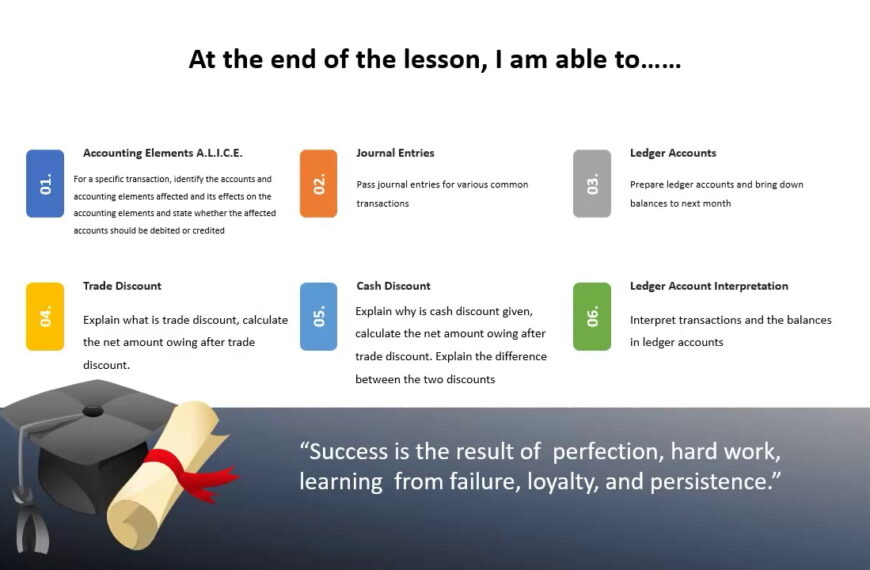 At the end of the lesson, I am able to……
01.
Accounting Elements A.L.I.C.E.
For a specific transaction, identify the accounts and
accounting elements affected and its effects on the
accounting elements and state whether the affected
accounts should be debited or credited
02.
Journal Entries
Pass journal entries for various common
transactions
03.
Ledger Accounts
Prepare ledger accounts and bring down
balances to next month
04.
Trade Discount
Explain what is trade discount, calculate
the net amount owing after trade
discount.
05.
Cash Discount
Explain why is cash discount given,
calculate the net amount owing after
trade discount. Explain the difference
between the two discounts
06.
Ledger Account Interpretation
Interpret transactions and the balances
in ledger accounts
“Success is the result of  perfection, hard work,
learning  from failure, loyalty, and persistence.”